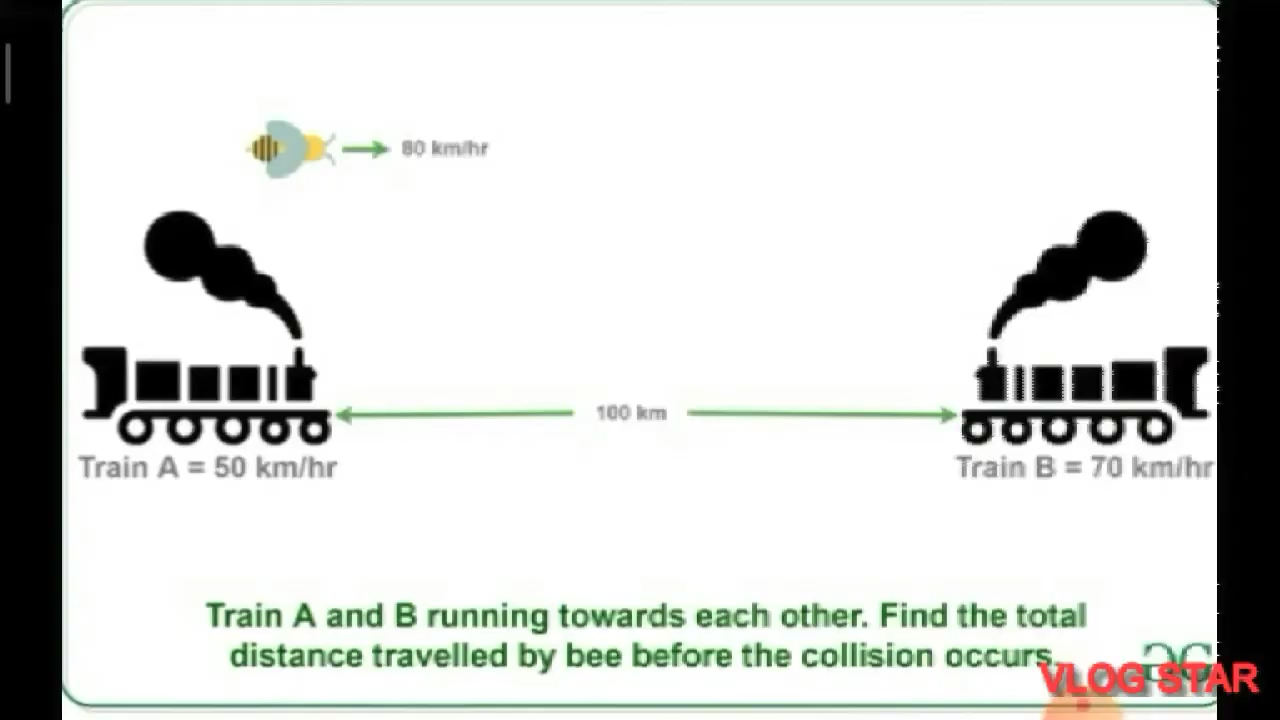 80 km/hr
100 km
Train A = 50 km/hr
Train B = 70 km/hr
Train A and B running towards each other. Find the total
distance travelled by bee before the collision occurs.
VLOG STAR